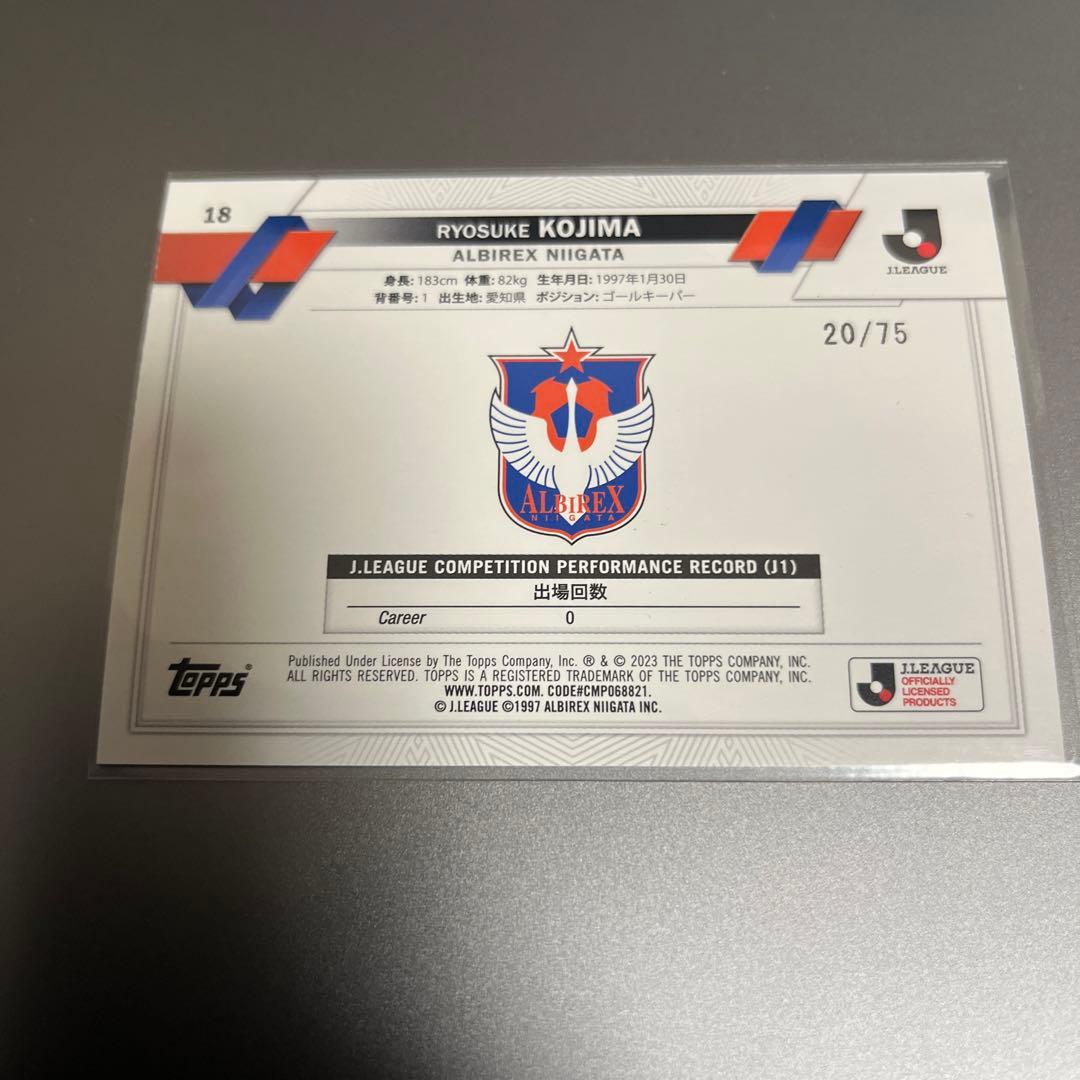 18
RYOSUKE KOJIMA
ALBIREX NIIGATA
身長: 183cm 体重: 82kg 生年月日: 1997年1月30日
背番号: 1 出生地: 愛知県 ポジション: ゴールキーパー
J.LEAGUE
20/75
ALBIREX
NIIGATA
J.LEAGUE COMPETITION PERFORMANCE RECORD (J1)
出場回数
Career 0
topps®
Published Under License by The Topps Company, Inc. ® & © 2023 THE TOPPS COMPANY, INC.
ALL RIGHTS RESERVED. TOPPS IS A REGISTERED TRADEMARK OF THE TOPPS COMPANY, INC.
WWW.TOPPS.COM. CODE#CMP068821.
© J.LEAGUE ©1997 ALBIREX NIIGATA INC.
J.LEAGUE
OFFICIALLY
LICENSED
PRODUCTS